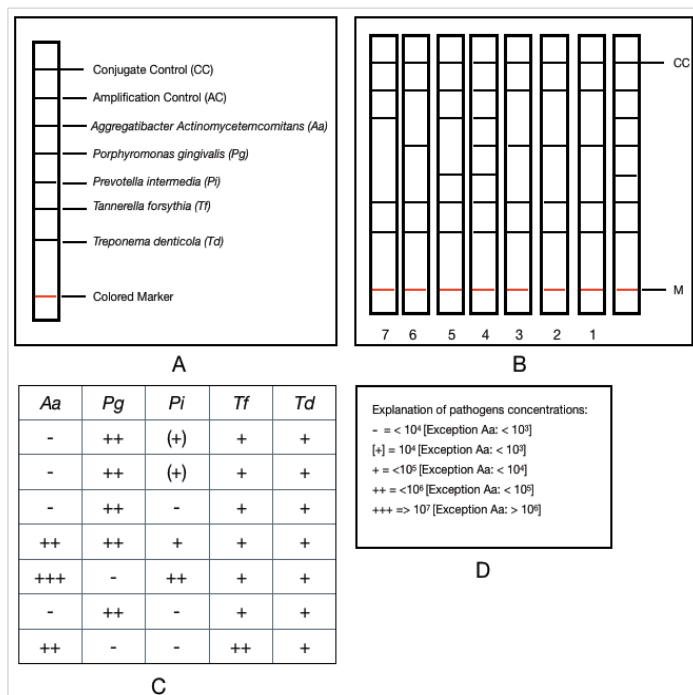 Conjugate Control (CC)
Amplification Control (AC)
Aggregatibacter Actinomycetemcomitans (Aa)
Porphyromonas gingivalis (Pg)
Prevotella intermedia (Pi)
Tannerella forsythia (Tf)
Treponema denticola (Td)
Colored Marker
A
CC
M
7 6 5 4 3 2 1
B
Aa Pg Pi Tf Td
- ++ (+) + +
- ++ (+) + +
- ++ - + +
++ ++ + + +
+++ - ++ + +
- ++ - + +
++ - - ++ +
C
Explanation of pathogens concentrations:
- = < 10⁴ [Exception Aa: < 10³]
[+] = 10⁴ [Exception Aa: < 10³]
+ = <10⁵ [Exception Aa: < 10⁴]
++ = <10⁶ [Exception Aa: < 10⁵]
+++ => 10⁷ [Exception Aa: > 10⁶]
D